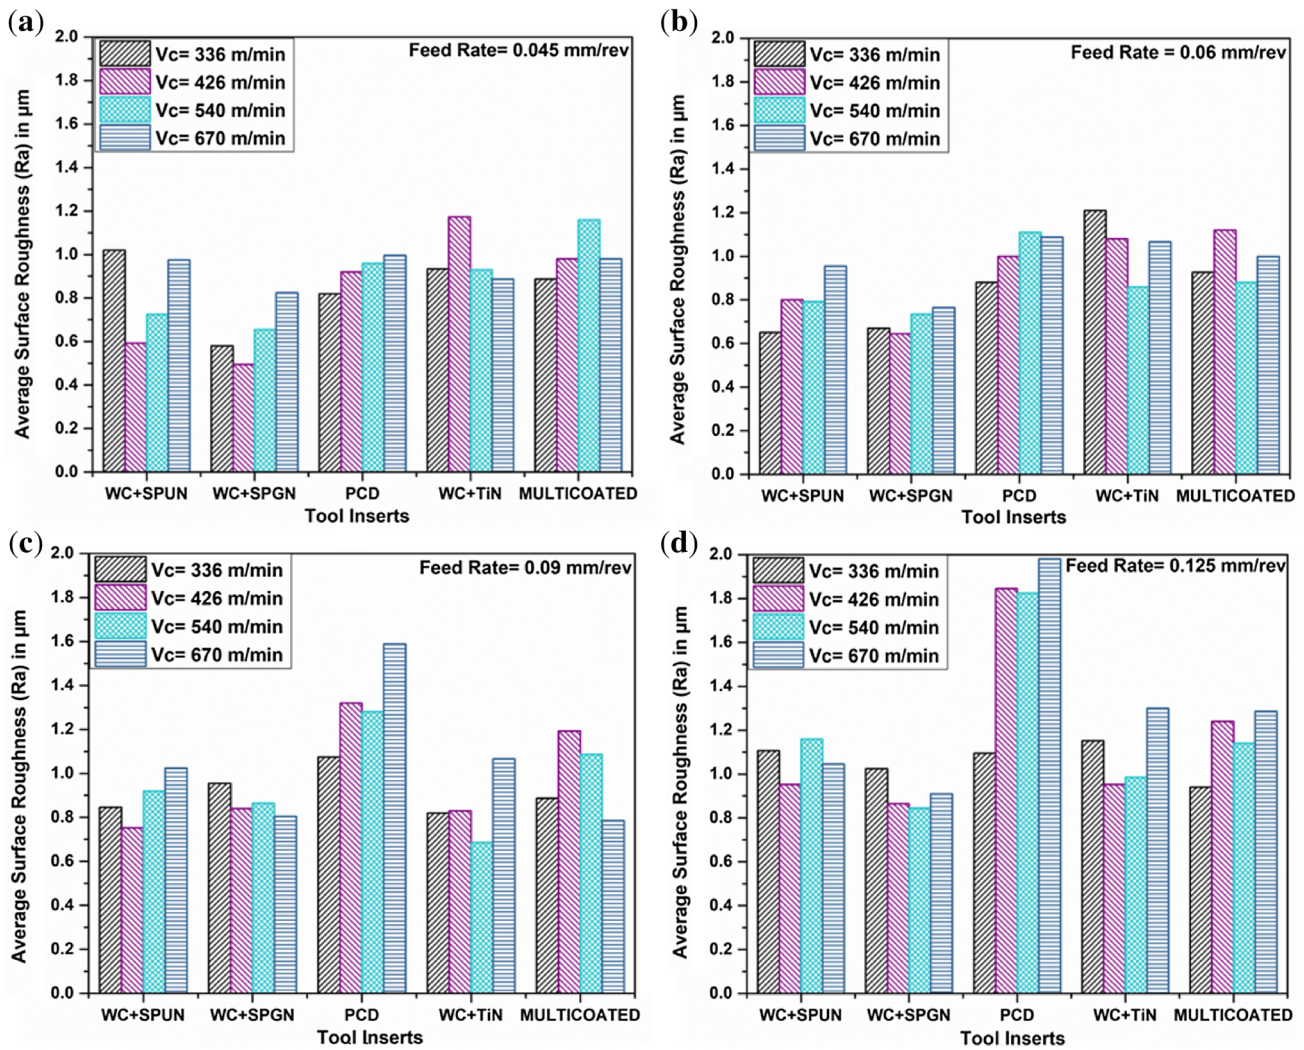 (a)
2.0
1.8
1.6
1.4
1.2
1.0
0.8
0.6
0.4
0.2
0.0
Average Surface Roughness (Ra) in µm
Vc= 336 m/min
Vc= 426 m/min
Vc= 540 m/min
Vc= 670 m/min
Feed Rate= 0.045 mm/rev
WC+SPUN
WC+SPGN
PCD
WC+TiN
MULTICOATED
Tool Inserts
(b)
2.0
1.8
1.6
1.4
1.2
1.0
0.8
0.6
0.4
0.2
0.0
Average Surface Roughness (Ra) in µm
Vc= 336 m/min
Vc= 426 m/min
Vc= 540 m/min
Vc= 670 m/min
Feed Rate = 0.06 mm/rev
WC+SPUN
WC+SPGN
PCD
WC+TiN
MULTICOATED
Tool Inserts
(c)
2.0
1.8
1.6
1.4
1.2
1.0
0.8
0.6
0.4
0.2
0.0
Average Surface Roughness (Ra) in µm
Vc= 336 m/min
Vc= 426 m/min
Vc= 540 m/min
Vc= 670 m/min
Feed Rate= 0.09 mm/rev
WC+SPUN
WC+SPGN
PCD
WC+TiN
MULTICOATED
Tool Inserts
(d)
2.0
1.8
1.6
1.4
1.2
1.0
0.8
0.6
0.4
0.2
0.0
Average Surface Roughness (Ra) in µm
Vc= 336 m/min
Vc= 426 m/min
Vc= 540 m/min
Vc= 670 m/min
Feed Rate= 0.125 mm/rev
WC+SPUN
WC+SPGN
PCD
WC+TiN
MULTICOATED
Tool Inserts